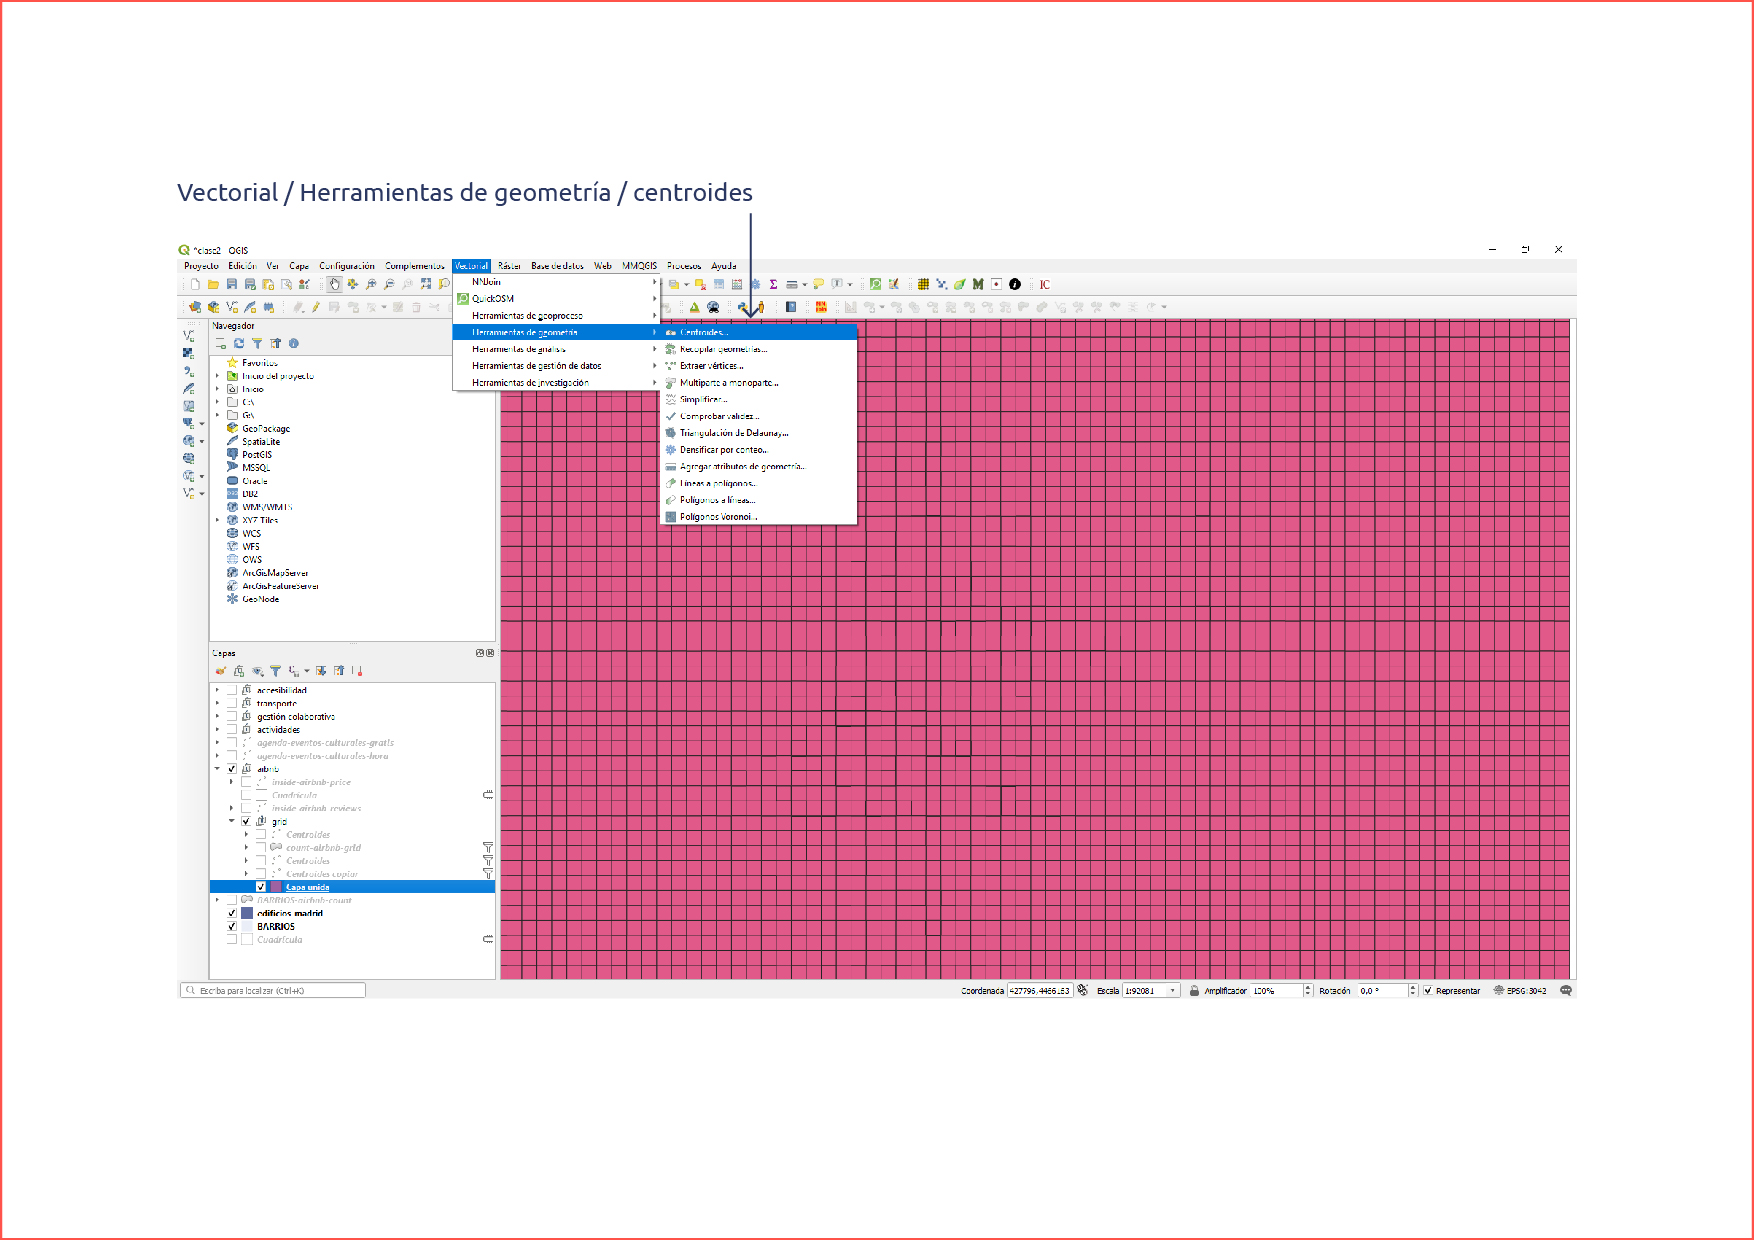 Vectorial / Herramientas de geometría / centroides
*clase2 - QGIS
Proyecto Edición Ver Capa Configuración Complementos Vectorial Ráster Base de datos Web MMQGIS Procesos Ayuda
NNJoin
QuickOSM
Herramientas de geoproceso
Herramientas de geometría
Herramientas de análisis
Herramientas de gestión de datos
Herramientas de investigación
Centroides...
Recopilar geometrías...
Extraer vértices...
Multiparte a monoparte...
Simplificar...
Comprobar validez...
Triangulación de Delaunay...
Densificar por conteo...
Agregar atributos de geometría...
Líneas a polígonos...
Polígonos a líneas...
Polígonos Voronoi...
IC
Navegador
Favoritos
Inicio del proyecto
Inicio
C:\
G:\
GeoPackage
SpatiaLite
PostGIS
MSSQL
Oracle
DB2
WMS/WMTS
XYZ Tiles
WCS
WFS
OWS
ArcGisMapServer
ArcGisFeatureServer
GeoNode
Capas
accesibilidad
transporte
gestión colaborativa
actividades
agenda-eventos-culturales-gratis
agenda-eventos-culturales-hora
airbnb
inside-airbnb-price
Cuadrícula
inside-airbnb-reviews
grid
Centroides
count-airbnb-grid
Centroides
Centroides copiar
Capa unida
BARRIOS-airbnb-count
edificios_madrid
BARRIOS
Cuadrícula
Escriba para localizar (Ctrl+K)
Coordenada 427796,4466163 Escala 1:92081 Amplificador 100% Rotación 0,0 ° Representar EPSG:3042